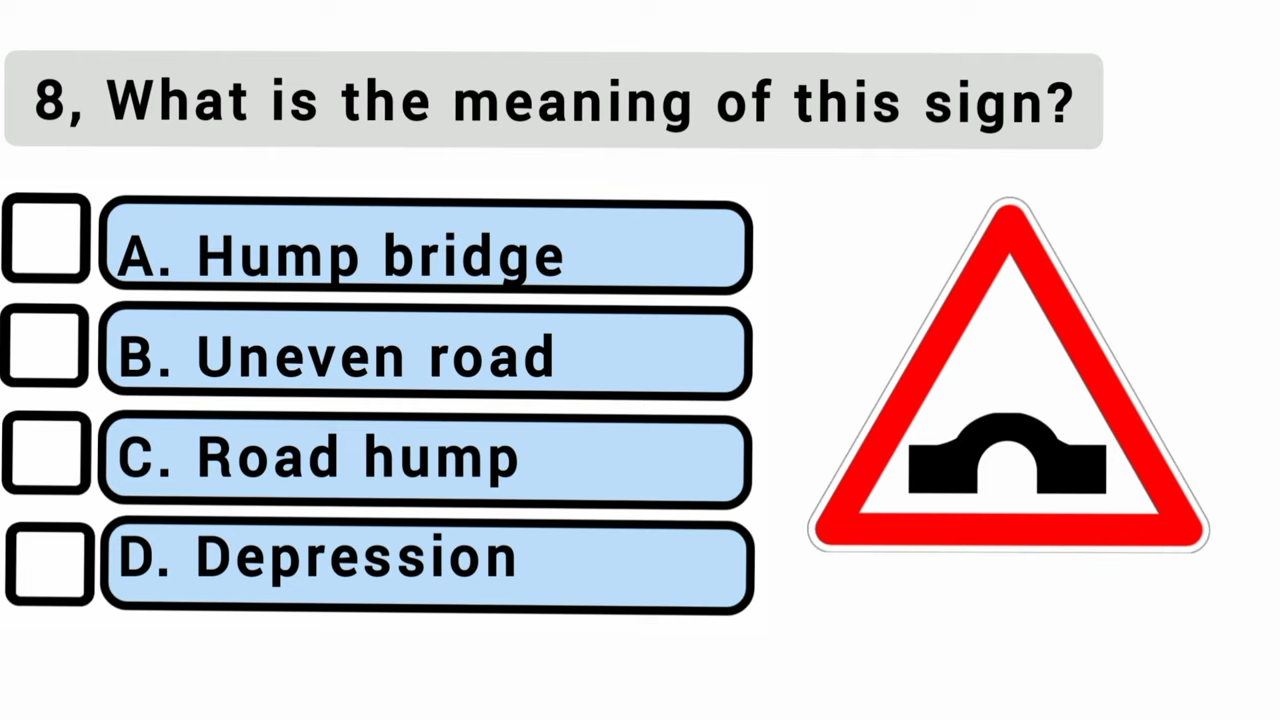 8, What is the meaning of this sign?
A. Hump bridge
B. Uneven road
C. Road hump
D. Depression